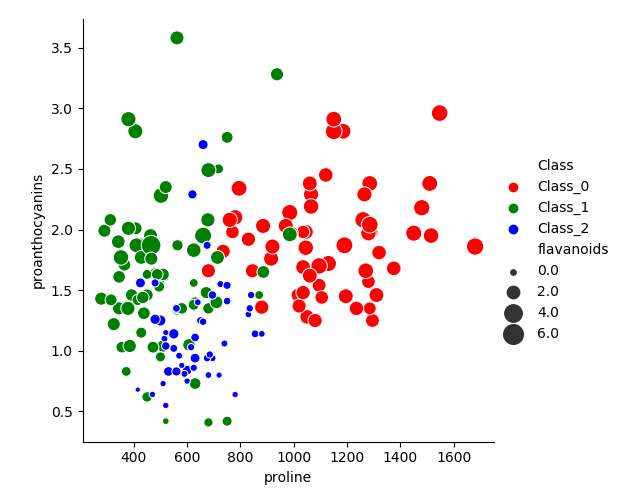 3.5
3.0
2.5
2.0
1.5
1.0
0.5
proanthocyanins
400 600 800 1000 1200 1400 1600
proline
Class
Class_0
Class_1
Class_2
flavanoids
0.0
2.0
4.0
6.0